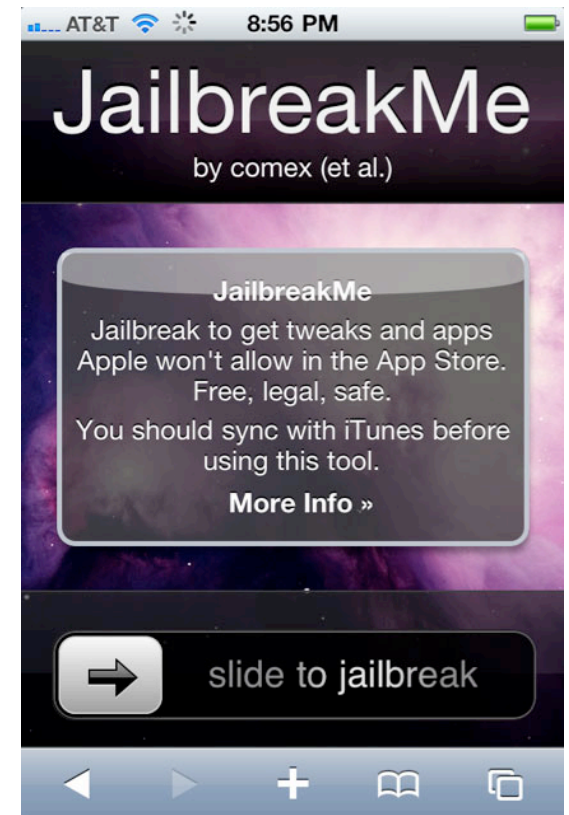 AT&T 8:56 PM
JailbreakMe
by comex (et al.)
JailbreakMe
Jailbreak to get tweaks and apps
Apple won't allow in the App Store.
Free, legal, safe.
You should sync with iTunes before
using this tool.
More Info »
slide to jailbreak